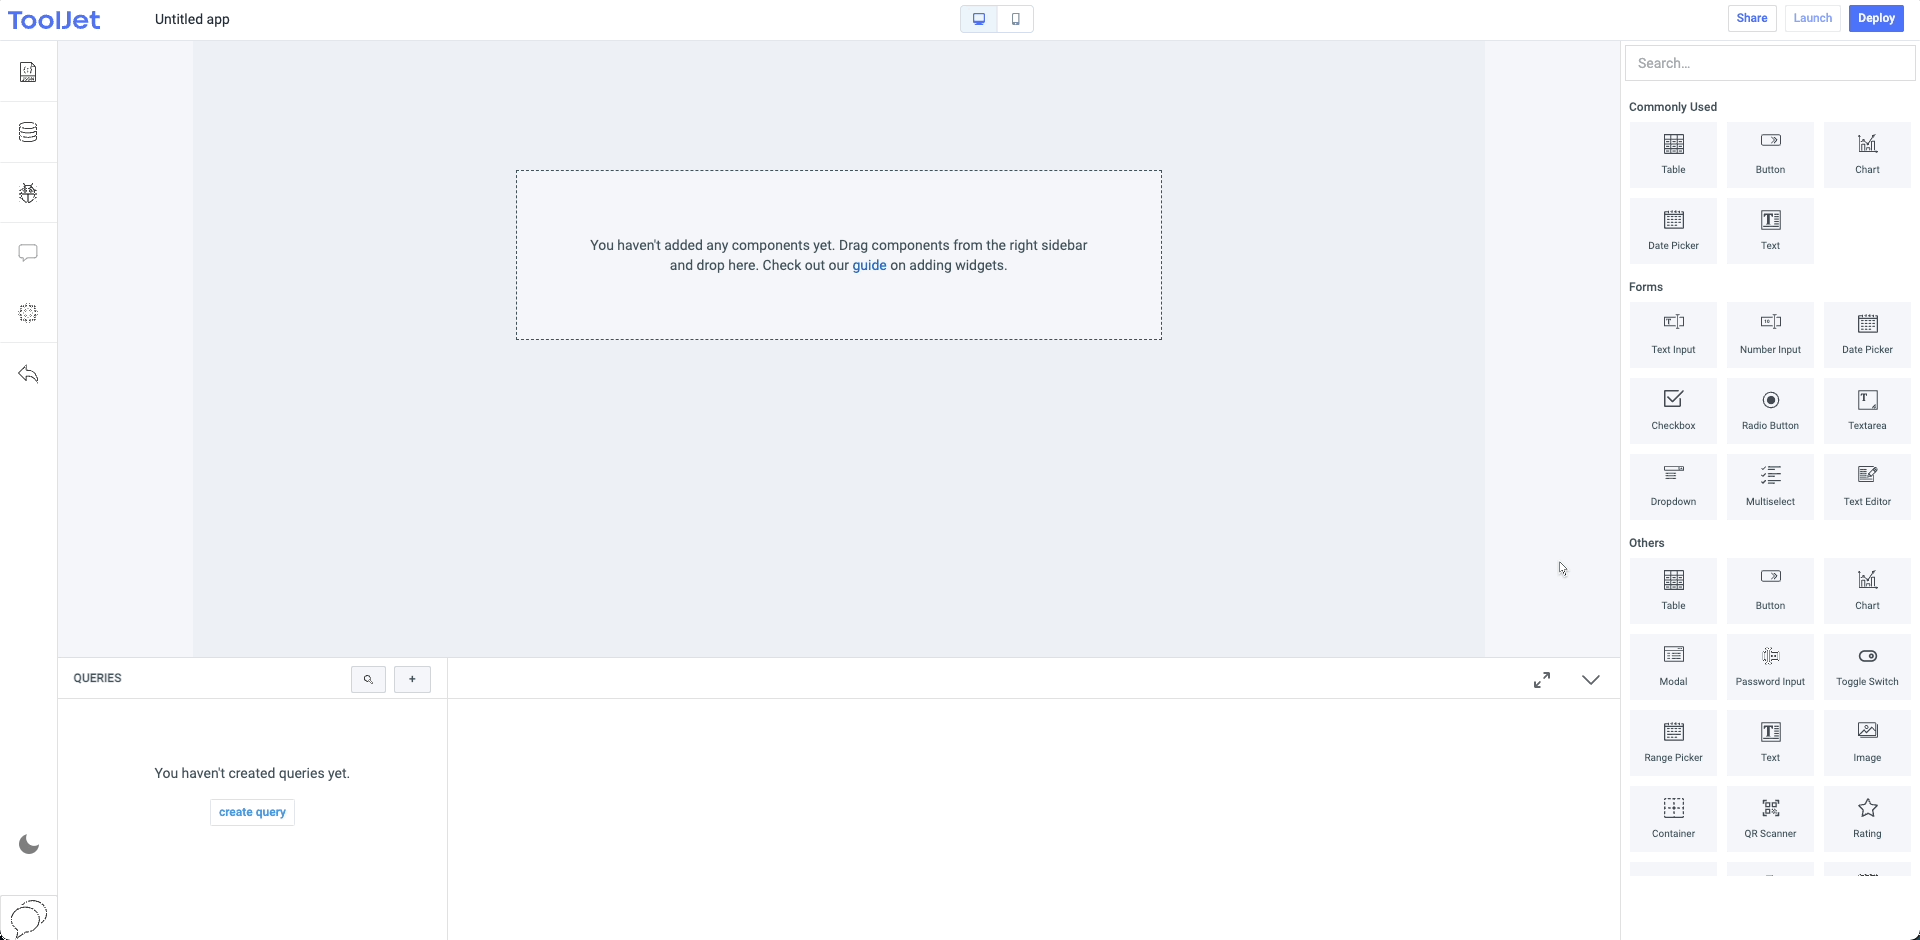 ToolJet
Untitled app
Share
Launch
Deploy
Search...
Commonly Used
Table
Button
Chart
Date Picker
Text
You haven't added any components yet. Drag components from the right sidebar
and drop here. Check out our guide on adding widgets.
Forms
Text Input
Number Input
Date Picker
Checkbox
Radio Button
Textarea
Dropdown
Multiselect
Text Editor
Others
Table
Button
Chart
Modal
Password Input
Toggle Switch
Range Picker
Text
Image
Container
QR Scanner
Rating
QUERIES
+
You haven't created queries yet.
create query